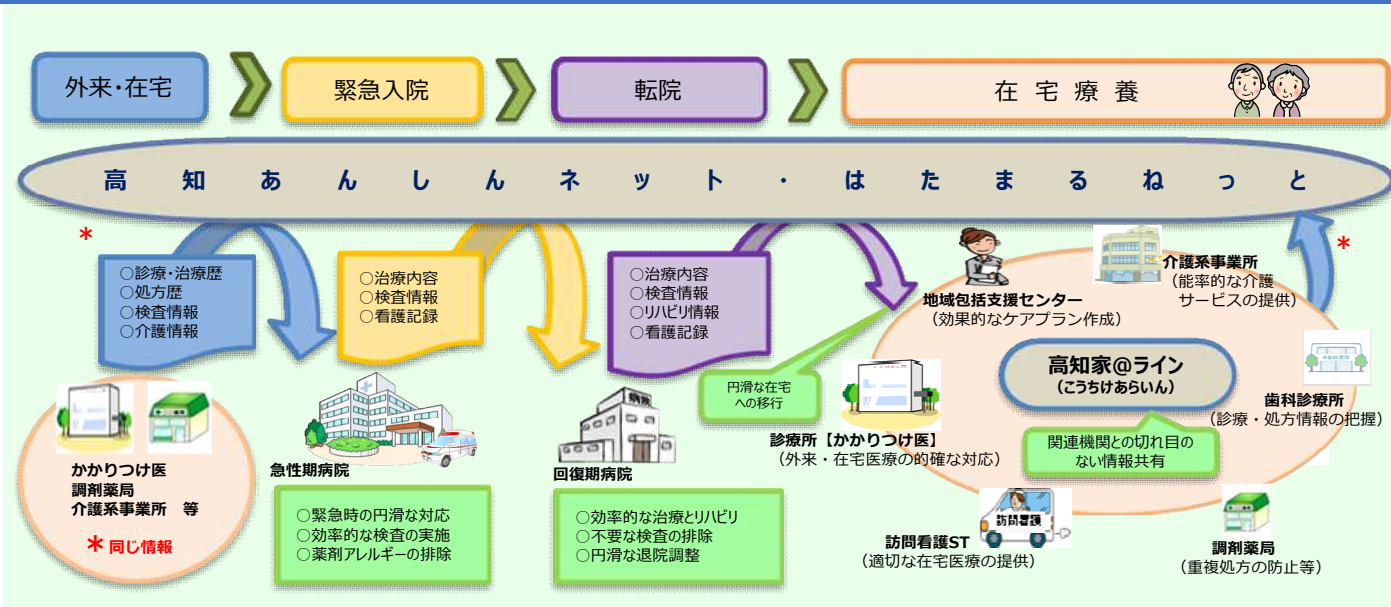 外来・在宅
緊急入院
転院
在宅療養
高知あんしんネット・はたまるねっと
*
○診療・治療歴
○処方歴
○検査情報
○介護情報
○治療内容
○検査情報
○看護記録
○治療内容
○検査情報
○リハビリ情報
○看護記録
*
地域包括支援センター
(効果的なケアプラン作成)
介護系事業所
(能率的な介護
サービスの提供)
高知家@ライン
(こうちけあらいん)
円滑な在宅
への移行
診療所【かかりつけ医】
(外来・在宅医療の的確な対応)
関連機関との切れ目の
ない情報共有
歯科診療所
(診療・処方情報の把握)
訪問看護
訪問看護ST
(適切な在宅医療の提供)
調剤薬局
(重複処方の防止等)
かかりつけ医
調剤薬局
介護系事業所 等
*同じ情報
急性期病院
○緊急時の円滑な対応
○効率的な検査の実施
○薬剤アレルギーの排除
病院
回復期病院
○効率的な治療とリハビリ
○不要な検査の排除
○円滑な退院調整